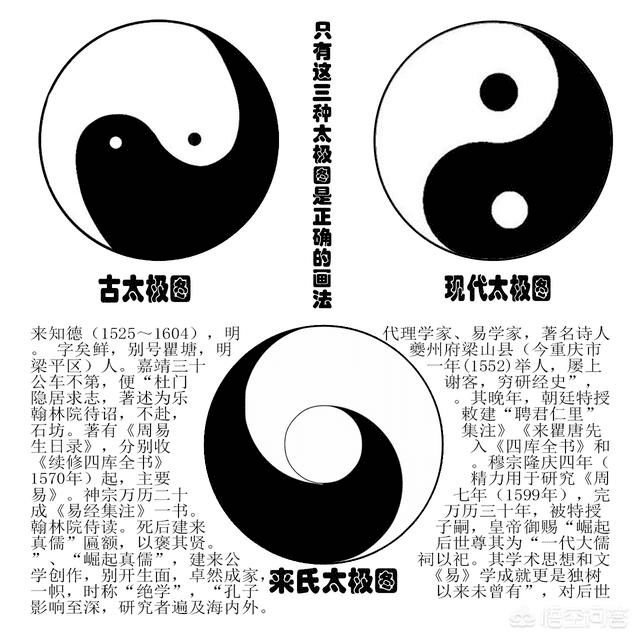 只有这三种太极图是正确的画法
古太极图
现代太极图
来知德（1525～1604），明 代理学家、易学家，著名诗人
。 字矣鲜，别号瞿塘，明 夔州府梁山县（今重庆市
梁平区）人。嘉靖三十 一年(1552)举人，屡上
公车不第，便“杜门 谢客，穷研经史”，
隐居求志，著述为乐 。其晚年，朝廷特授
翰林院待诏，不赴， 敕建“聘君仁里”
石坊。著有《周易 集注》《来瞿唐先
生日录》，分别收 入《四库全书》和
《续修四库全书》 。穆宗隆庆四年（
1570年）起，主要 精力用于研究《周
易》。神宗万历二十 七年（1599年），完
成《易经集注》一书。 万历三十年，被特授
翰林院侍读。死后建来 子嗣，皇帝御赐“崛起
真儒”匾额，以褒其贤。 后世尊其为“一代大儒
”、“崛起真儒”，建来公 祠以祀。其学术思想和文
学创作，别开生面，卓然成家， 《易》学成就更是独树
一帜，时称“绝学”，“孔子 以来未曾有”，对后世
影响至深，研究者遍及海内外。
来氏太极图
悟空问答